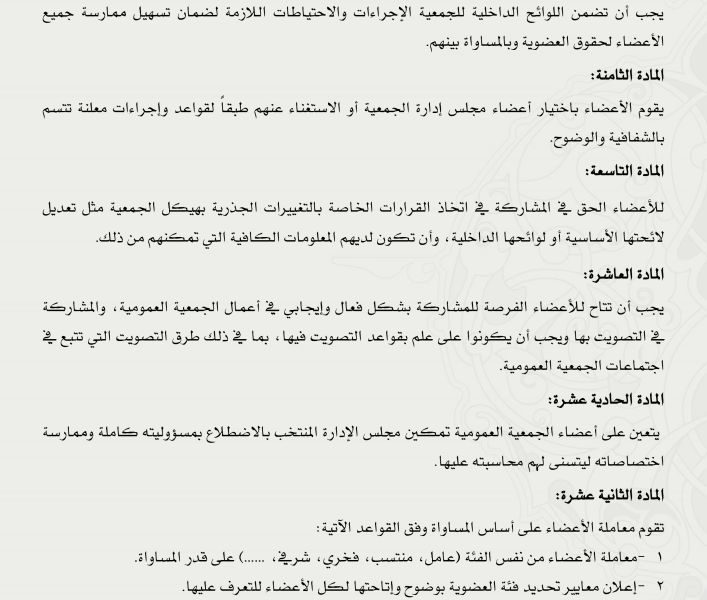 يجب أن تضمن اللوائح الداخلية للجمعية الإجراءات والاحتياطات اللازمة لضمان تسهيل ممارسة جميع
الأعضاء لحقوق العضوية وبالمساواة بينهم.
المادة الثامنة:
يقوم الأعضاء باختيار أعضاء مجلس إدارة الجمعية أو الاستغناء عنهم طبقاً لقواعد وإجراءات معلنة تتسم
بالشفافية والوضوح.
المادة التاسعة:
للأعضاء الحق في المشاركة في اتخاذ القرارات الخاصة بالتغييرات الجذرية بهيكل الجمعية مثل تعديل
لائحتها الأساسية أو لوائحها الداخلية، وأن تكون لديهم المعلومات الكافية التي تمكنهم من ذلك.
المادة العاشرة:
يجب أن تتاح للأعضاء الفرصة للمشاركة بشكل فعال وإيجابي في أعمال الجمعية العمومية، والمشاركة
في التصويت بها ويجب أن يكونوا على علم بقواعد التصويت فيها، بما في ذلك طرق التصويت التي تتبع في
اجتماعات الجمعية العمومية.
المادة الحادية عشرة:
يتعين على أعضاء الجمعية العمومية تمكين مجلس الإدارة المنتخب بالاضطلاع بمسؤوليته كاملة وممارسة
اختصاصاته ليتسنى لهم محاسبته عليها.
المادة الثانية عشرة:
تقوم معاملة الأعضاء على أساس المساواة وفق القواعد الآتية:
١ -معاملة الأعضاء من نفس الفئة (عامل، منتسب، فخري، شرفي، ......) على قدر المساواة.
٢ -إعلان معايير تحديد فئة العضوية بوضوح وإتاحتها لكل الأعضاء للتعرف عليها.